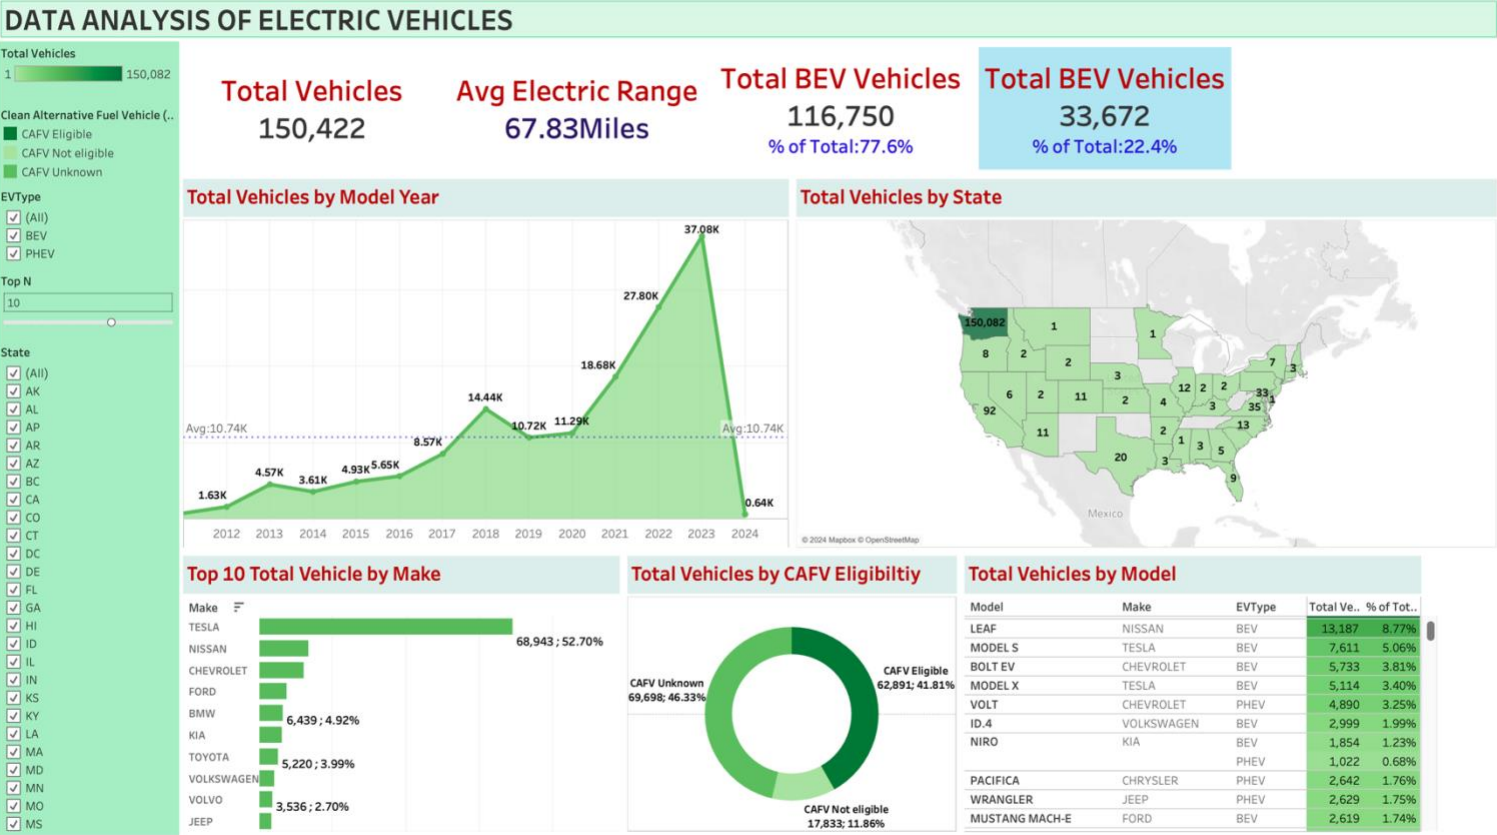 DATA ANALYSIS OF ELECTRIC VEHICLES
Total Vehicles
1 150,082
Clean Alternative Fuel Vehicle (..
CAFV Eligible
CAFV Not eligible
CAFV Unknown
EVType
(All)
BEV
PHEV
Top N
10
State
(All)
AK
AL
AP
AR
AZ
BC
CA
CO
CT
DC
DE
FL
GA
HI
ID
IL
IN
KS
KY
LA
MA
MD
MN
MO
MS
Total Vehicles
150,422
Avg Electric Range
67.83Miles
Total BEV Vehicles
116,750
% of Total:77.6%
Total BEV Vehicles
33,672
% of Total:22.4%
Total Vehicles by Model Year
37.08K
27.80K
18.68K
14.44K
10.72K 11.29K
Avg:10.74K Avg:10.74K
8.57K
4.57K 3.61K 4.93K 5.65K
1.63K 0.64K
2012 2013 2014 2015 2016 2017 2018 2019 2020 2021 2022 2023 2024
Total Vehicles by State
150,082 1 1
8 2 2 7 3
3
6 2 11 2 4 12 2 2 33 1
92 3 35
11 2 13
20 3 1 3 5
9
Mexico
© 2024 Mapbox © OpenStreetMap
Top 10 Total Vehicle by Make
Make
TESLA
68,943 ; 52.70%
NISSAN
CHEVROLET
FORD
BMW
6,439 ; 4.92%
KIA
TOYOTA
5,220 ; 3.99%
VOLKSWAGEN
VOLVO
3,536 ; 2.70%
JEEP
Total Vehicles by CAFV Eligibiltiy
CAFV Eligible
62,891; 41.81%
CAFV Unknown
69,698; 46.33%
CAFV Not eligible
17,833; 11.86%
Total Vehicles by Model
Model Make EVType Total Ve.. % of Tot..
LEAF NISSAN BEV 13,187 8.77%
MODEL S TESLA BEV 7,611 5.06%
BOLT EV CHEVROLET BEV 5,733 3.81%
MODEL X TESLA BEV 5,114 3.40%
VOLT CHEVROLET PHEV 4,890 3.25%
ID.4 VOLKSWAGEN BEV 2,999 1.99%
NIRO KIA BEV 1,854 1.23%
PHEV 1,022 0.68%
PACIFICA CHRYSLER PHEV 2,642 1.76%
WRANGLER JEEP PHEV 2,629 1.75%
MUSTANG MACH-E FORD BEV 2,619 1.74%